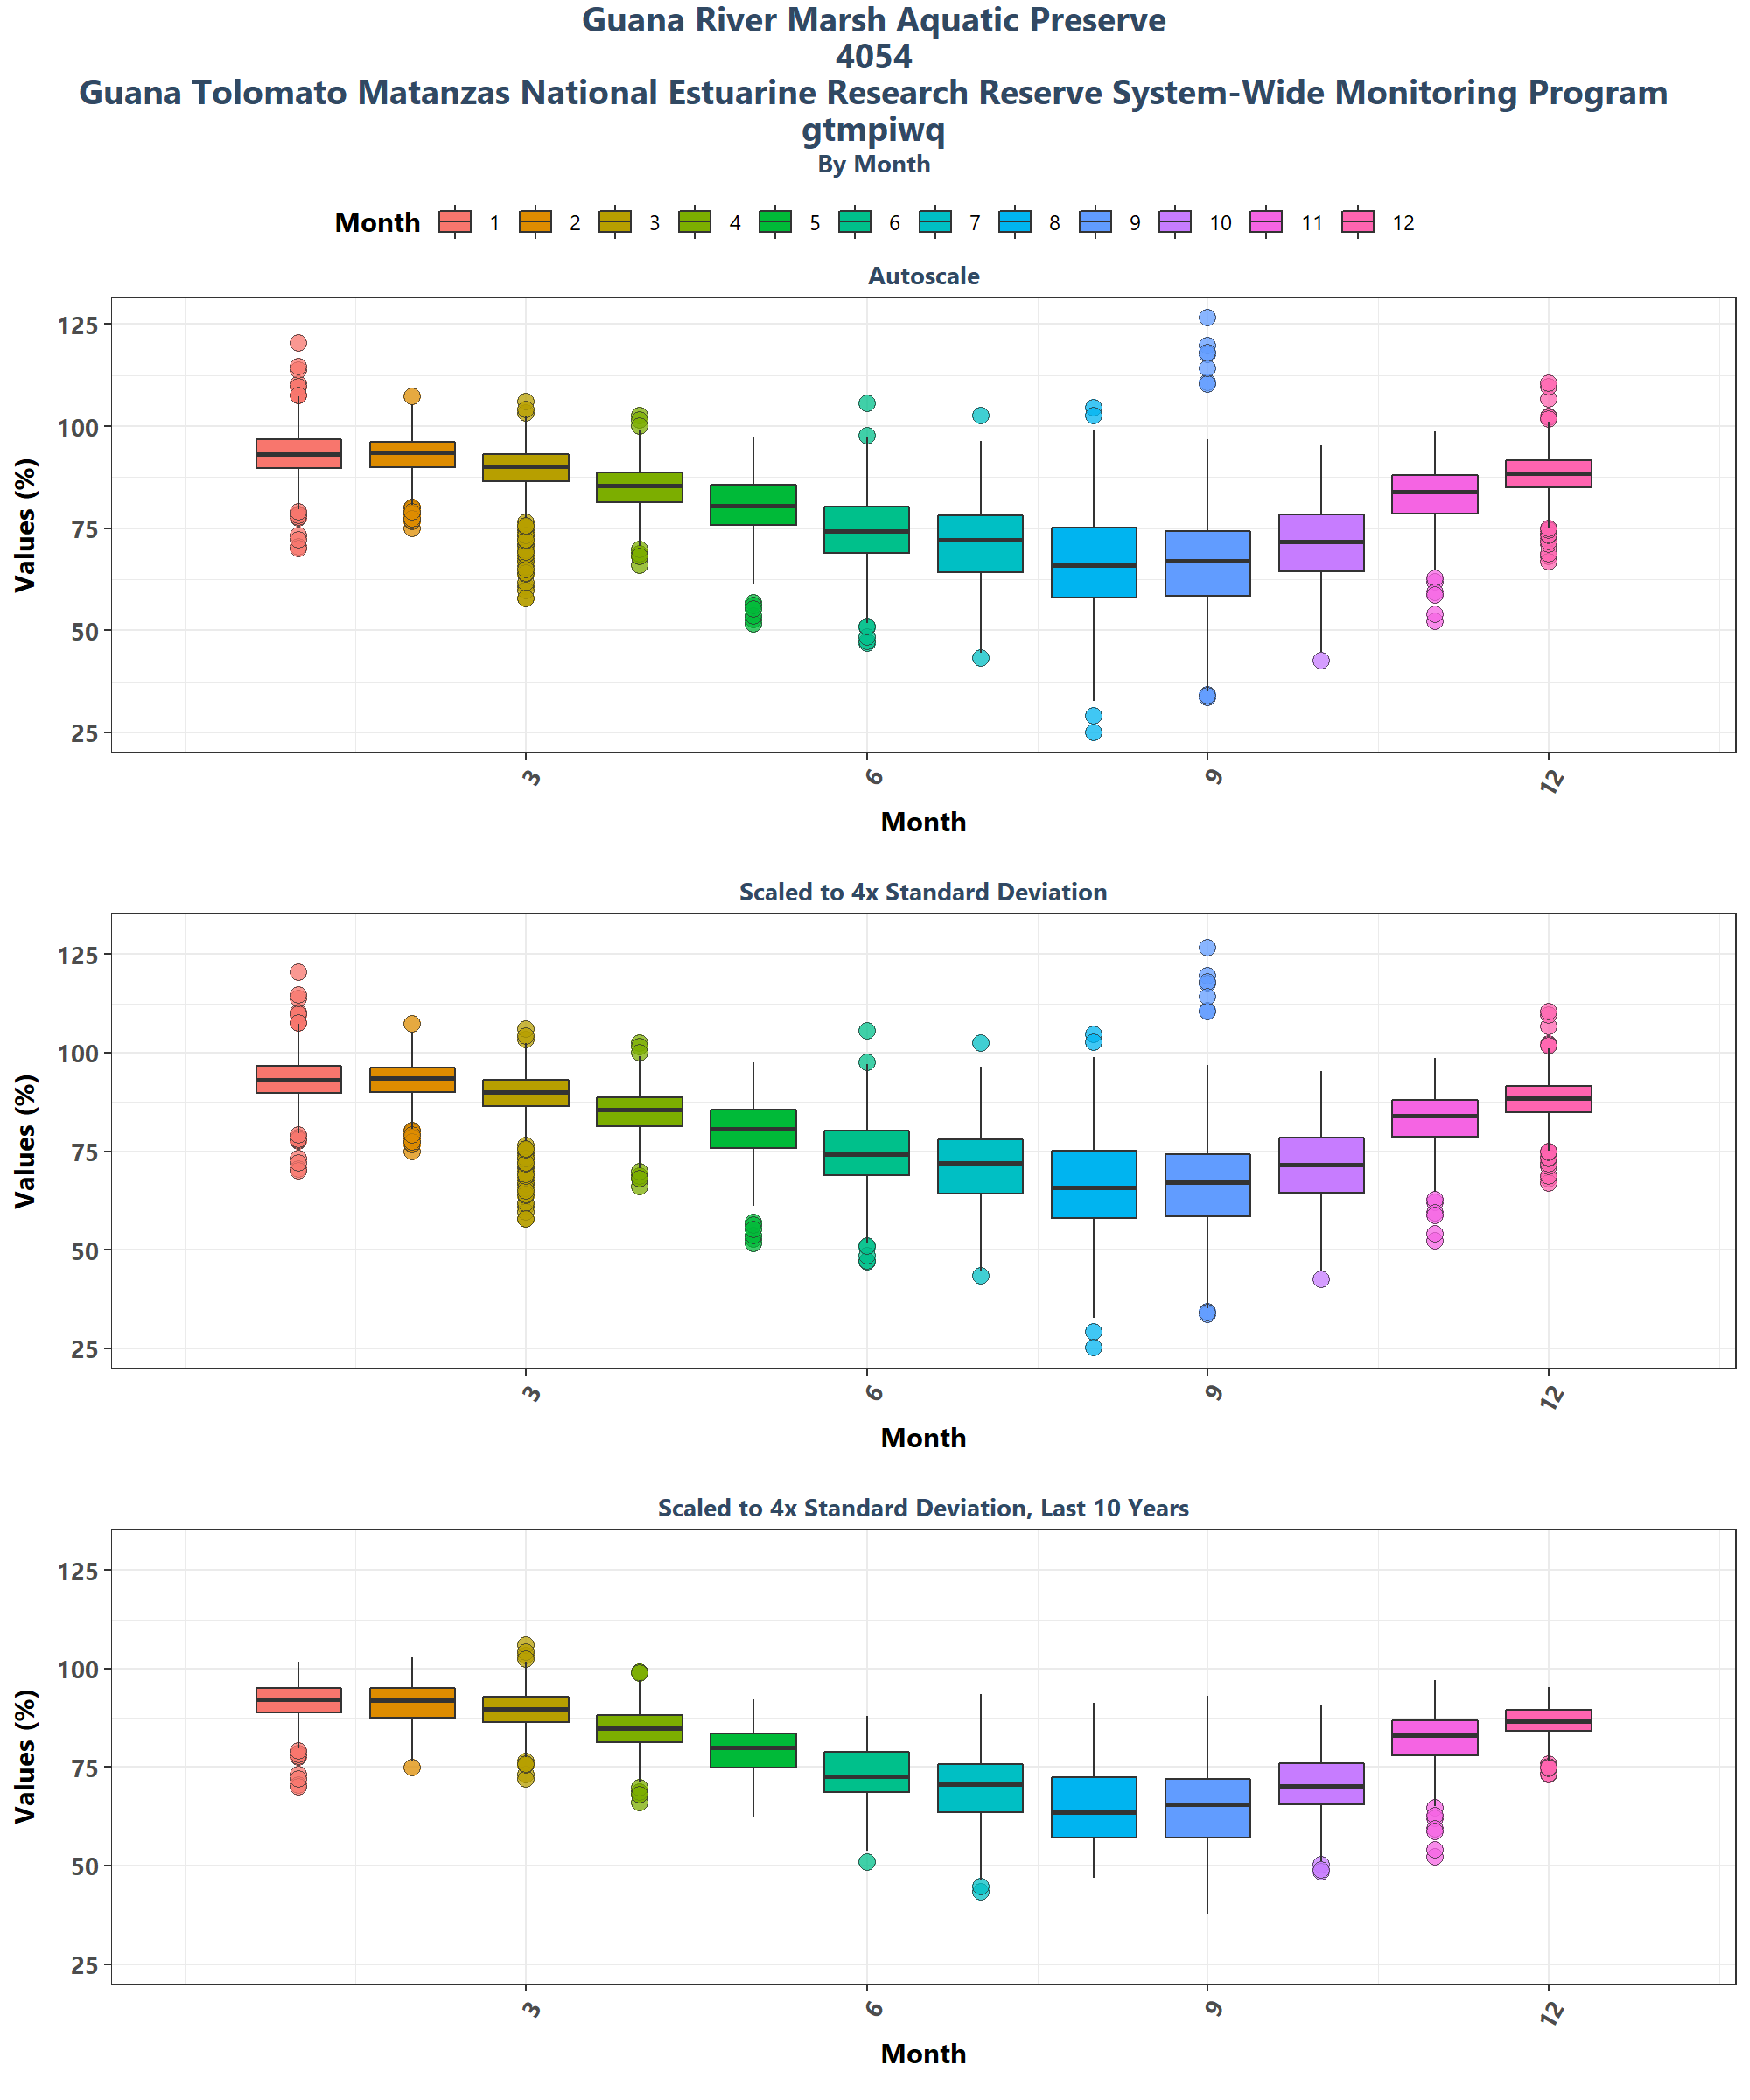 Guana River Marsh Aquatic Preserve
4054
Guana Tolomato Matanzas National Estuarine Research Reserve System-Wide Monitoring Program
gtmpiwq
By Month
Month 1 2 3 4 5 6 7 8 9 10 11 12
Autoscale
Values (%)
125
100
75
50
25
3 6 9 12
Month
Scaled to 4x Standard Deviation
Values (%)
125
100
75
50
25
3 6 9 12
Month
Scaled to 4x Standard Deviation, Last 10 Years
Values (%)
125
100
75
50
25
3 6 9 12
Month